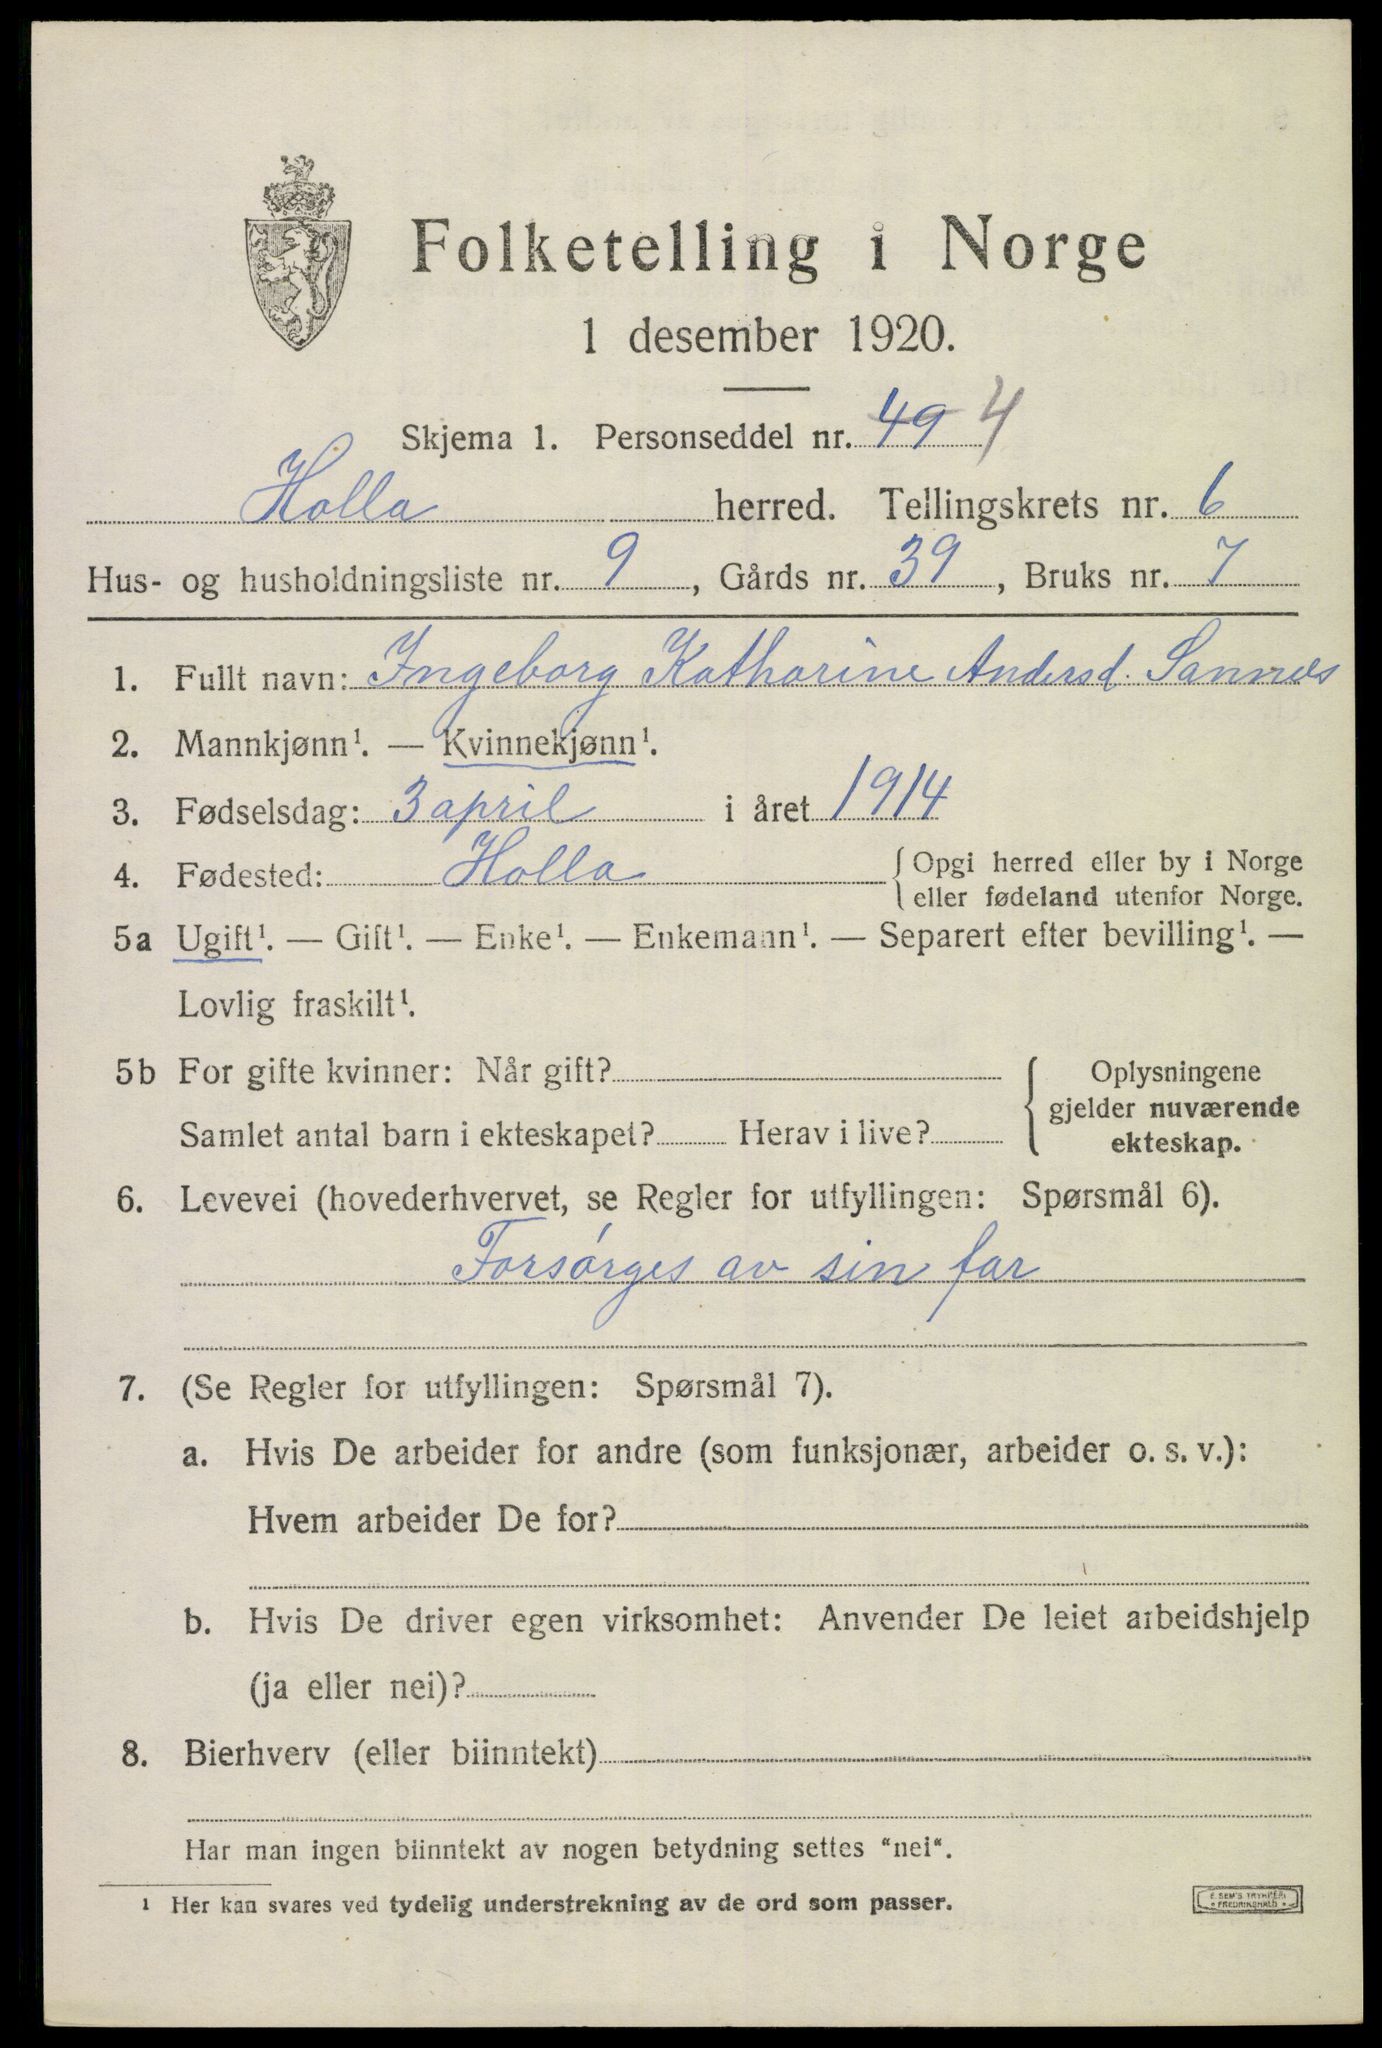 Folketelling i Norge
1 desember 1920.
Skjema 1. Personseddel nr. 49 4
Holla herred. Tellingskrets nr. 6
Hus- og husholdningsliste nr. 9, Gårds nr. 39, Bruks nr. 7
1. Fullt navn: Ingeborg Katharine Andersd. Sannes
2. Mannkjønn¹. — Kvinnekjønn¹.
3. Fødselsdag: 3 april i året 1914
4. Fødested: Holla { Opgi herred eller by i Norge
eller fødeland utenfor Norge.
5a Ugift¹. — Gift¹. — Enke¹. — Enkemann¹. — Separert efter bevilling¹. —
Lovlig fraskilt¹.
5b For gifte kvinner: Når gift?
Samlet antal barn i ekteskapet? Herav i live?
Oplysningene
gjelder nuværende
ekteskap.
6. Levevei (hovederhvervet, se Regler for utfyllingen: Spørsmål 6).
Forsørges av sin far
7. (Se Regler for utfyllingen: Spørsmål 7).
a. Hvis De arbeider for andre (som funksjonær, arbeider o. s. v.):
Hvem arbeider De for?
b. Hvis De driver egen virksomhet: Anvender De leiet arbeidshjelp
(ja eller nei)?
8. Bierhverv (eller biinntekt)
Har man ingen biinntekt av nogen betydning settes "nei".
¹ Her kan svares ved tydelig understrekning av de ord som passer.
E. SEM'S TRYKKERI
FREDRIKSHALD